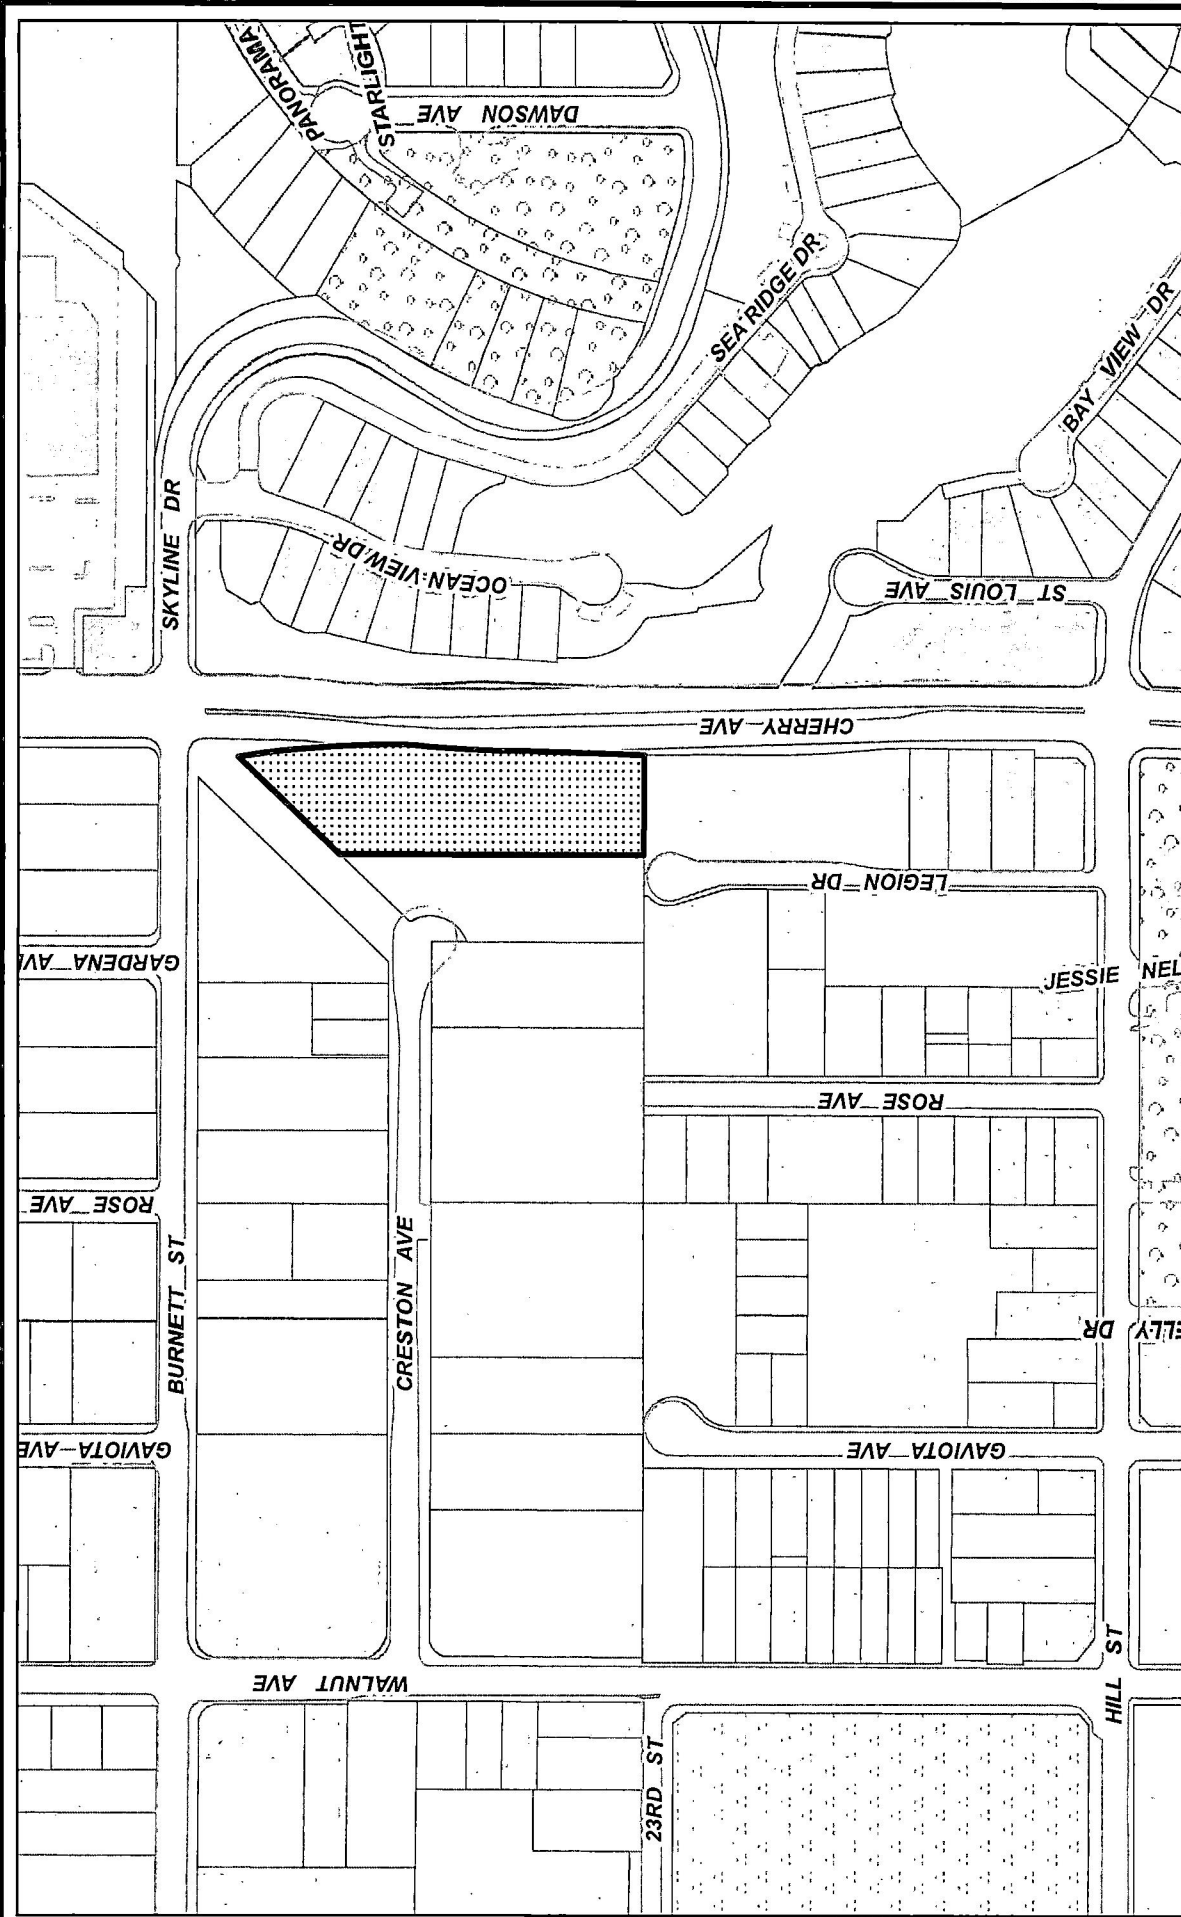 PANORAMA
STARLIGHT
DAWSON AVE
SEA RIDGE DR
BAY VIEW DR
SKYLINE DR
OCEAN VIEW DR
ST LOUIS AVE
CHERRY AVE
LEGION DR
GARDENA AVE
JESSIE NEL
ROSE AVE
ROSE AVE
BURNETT ST
CRESTON AVE
ELLY DR
GAVIOTA AVE
GAVIOTA AVE
WALNUT AVE
HILL ST
23RD ST